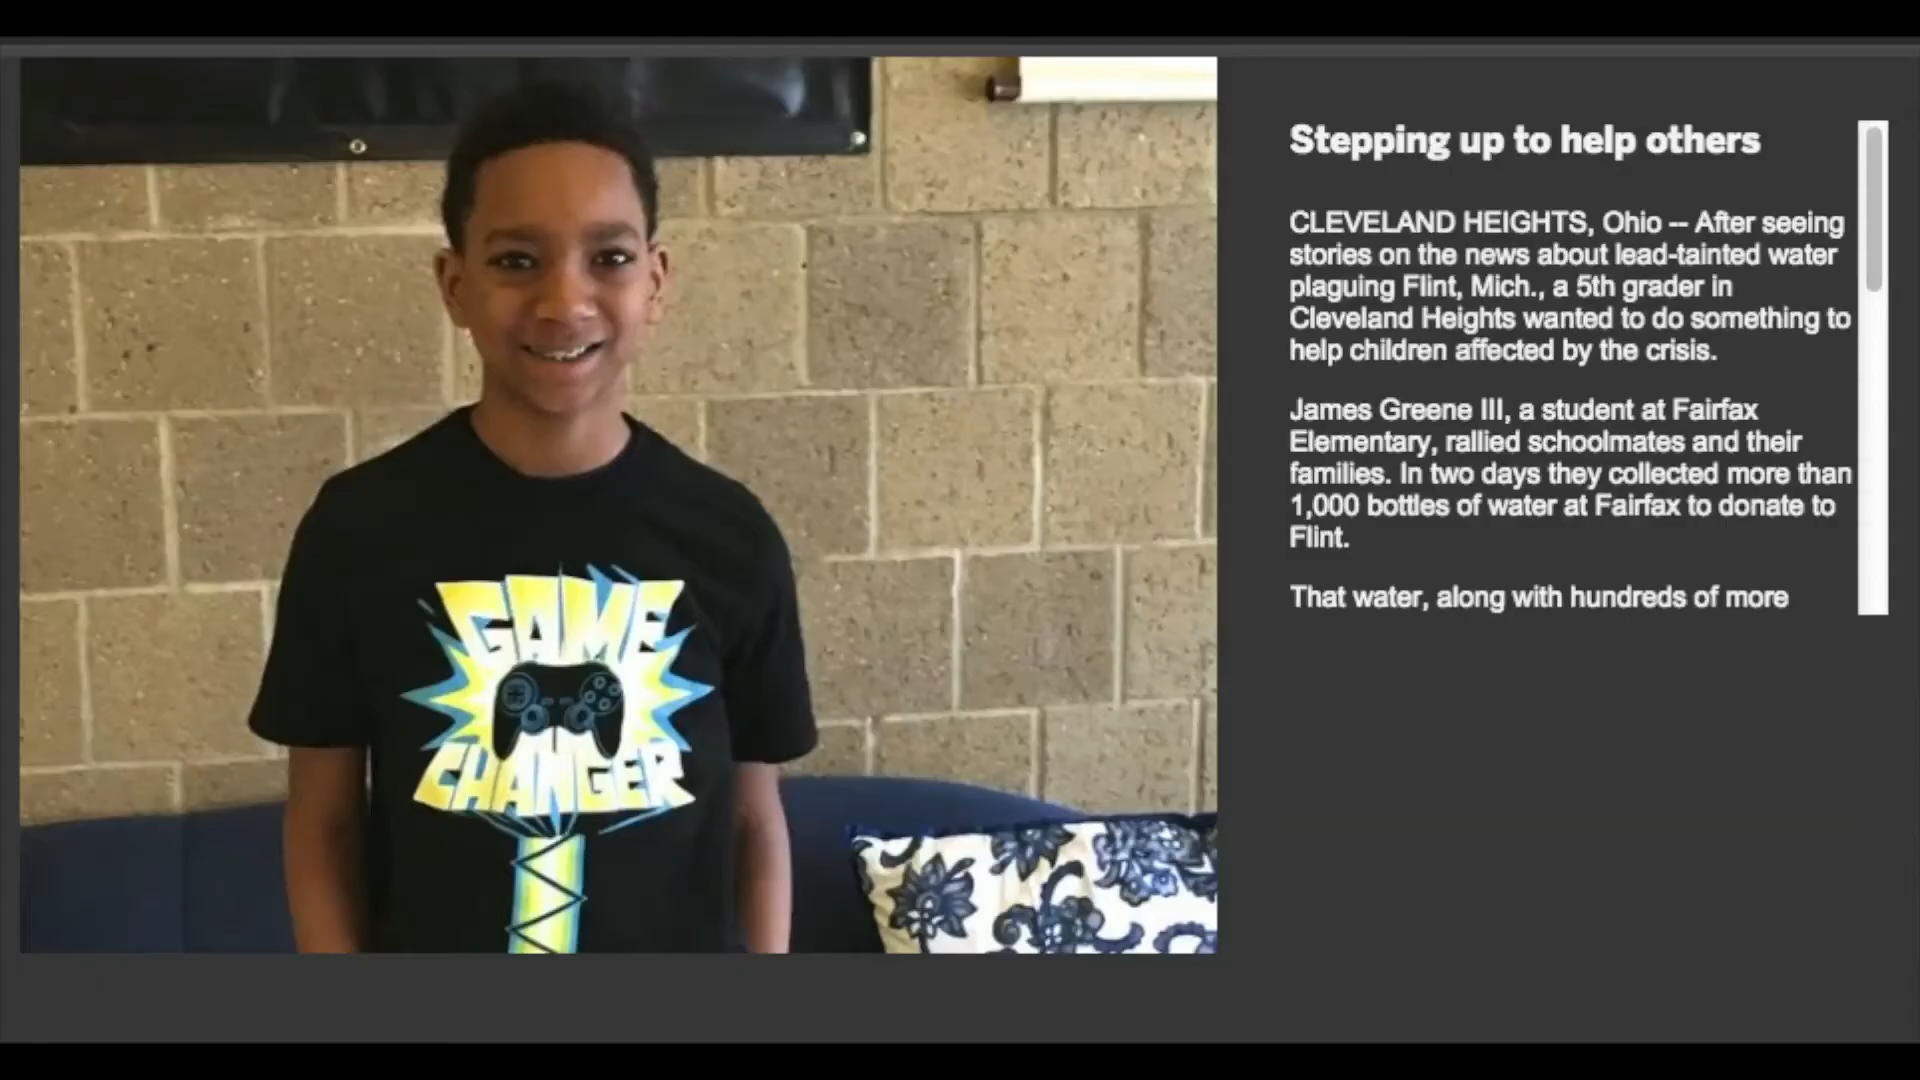 GAME
CHANGER
Stepping up to help others
CLEVELAND HEIGHTS, Ohio -- After seeing
stories on the news about lead-tainted water
plaguing Flint, Mich., a 5th grader in
Cleveland Heights wanted to do something to
help children affected by the crisis.
James Greene III, a student at Fairfax
Elementary, rallied schoolmates and their
families. In two days they collected more than
1,000 bottles of water at Fairfax to donate to
Flint.
That water, along with hundreds of more